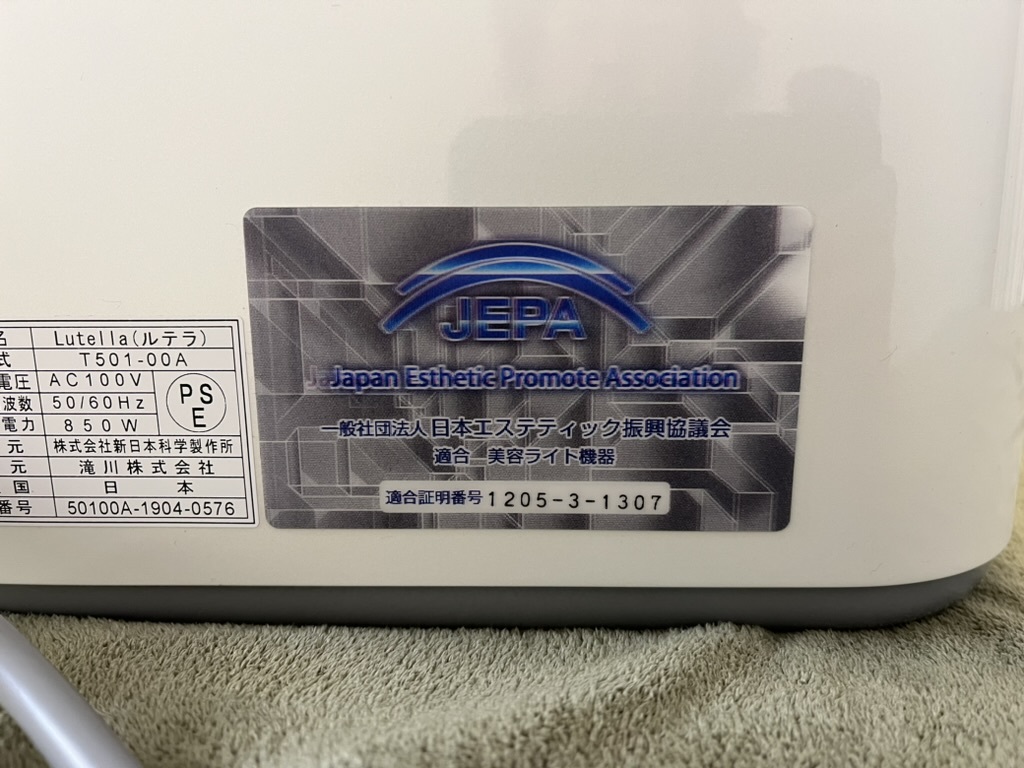 名 Lutella(ルテラ)
式 T501-00A
電圧 AC100V
波数 50/60Hz
電力 850W
PS
E
元 株式会社新日本科学製作所
元 滝川株式会社
国 日本
番号 50100A-1904-0576
JEPA
Japan Esthetic Promote Association
一般社団法人日本エステティック振興協議会
適合 美容ライト機器
適合証明番号 1205-3-1307